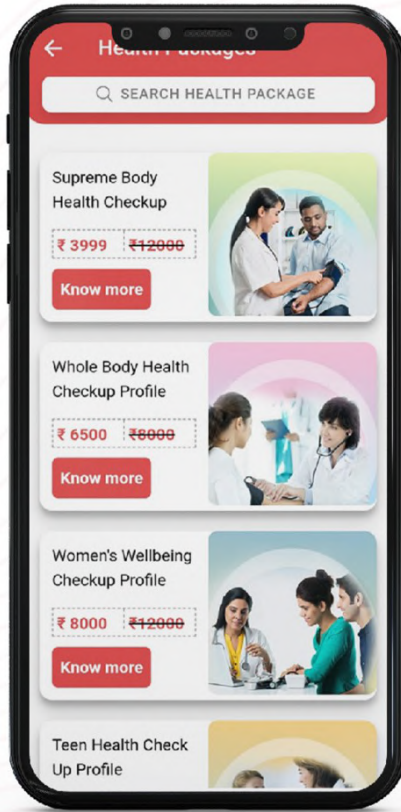 Health Packages
SEARCH HEALTH PACKAGE
Supreme Body
Health Checkup
₹ 3999 ₹12000
Know more
Whole Body Health
Checkup Profile
₹ 6500 ₹8000
Know more
Women's Wellbeing
Checkup Profile
₹ 8000 ₹12000
Know more
Teen Health Check
Up Profile